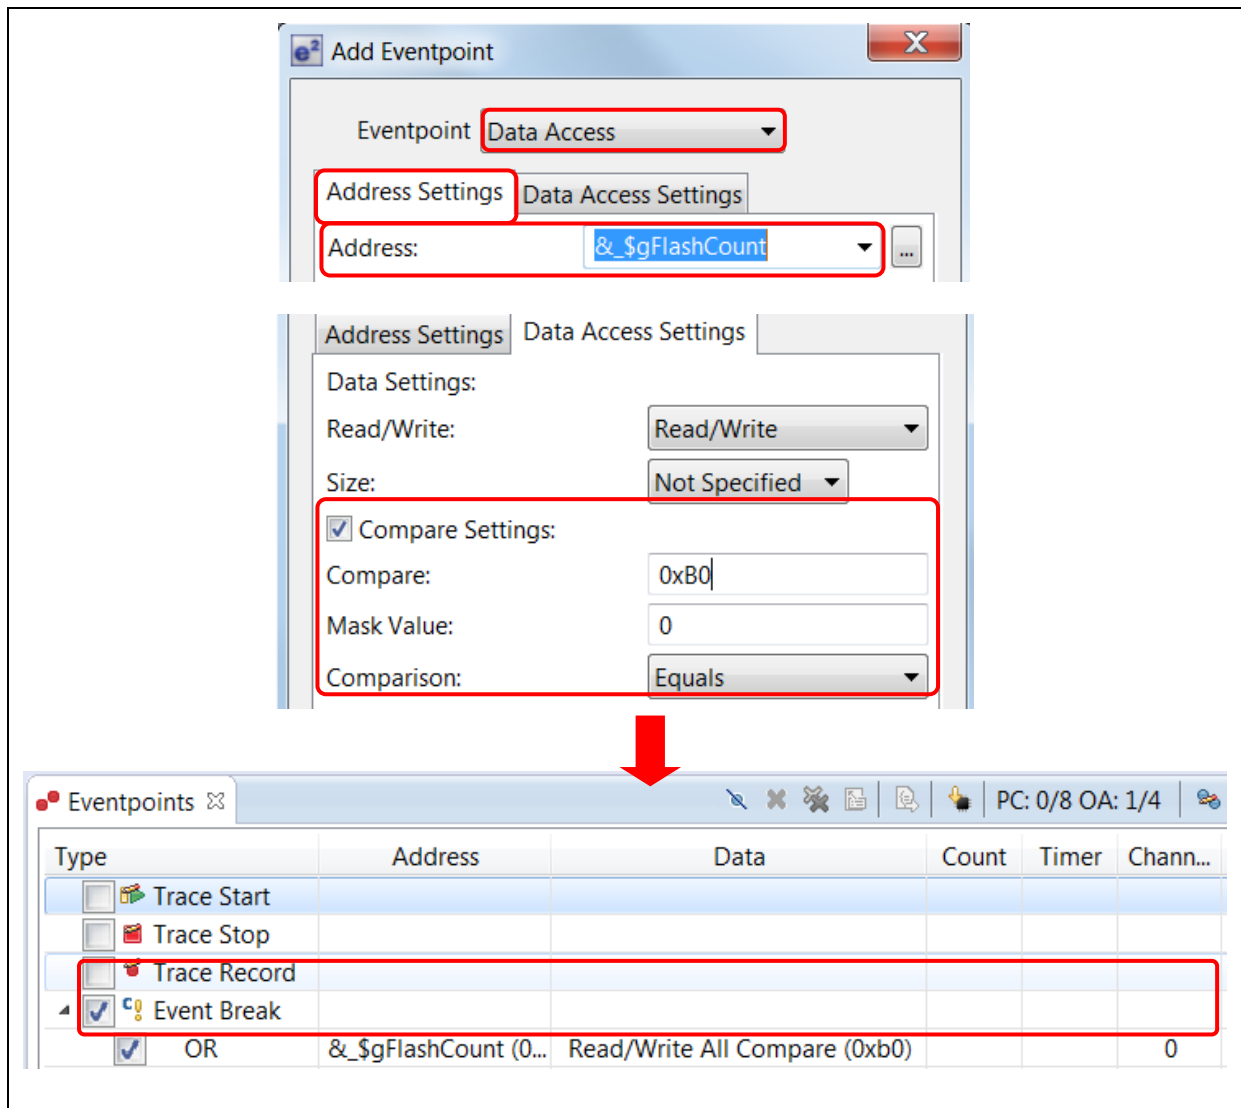 e² Add Eventpoint
Eventpoint Data Access
Address Settings Data Access Settings
Address: &_$gFlashCount ...
Address Settings Data Access Settings
Data Settings:
Read/Write: Read/Write
Size: Not Specified
Compare Settings:
Compare: 0xB0
Mask Value: 0
Comparison: Equals
Eventpoints PC: 0/8 OA: 1/4
Type Address Data Count Timer Chann...
Trace Start
Trace Stop
Trace Record
Event Break
OR &_$gFlashCount (0... Read/Write All Compare (0xb0) 0